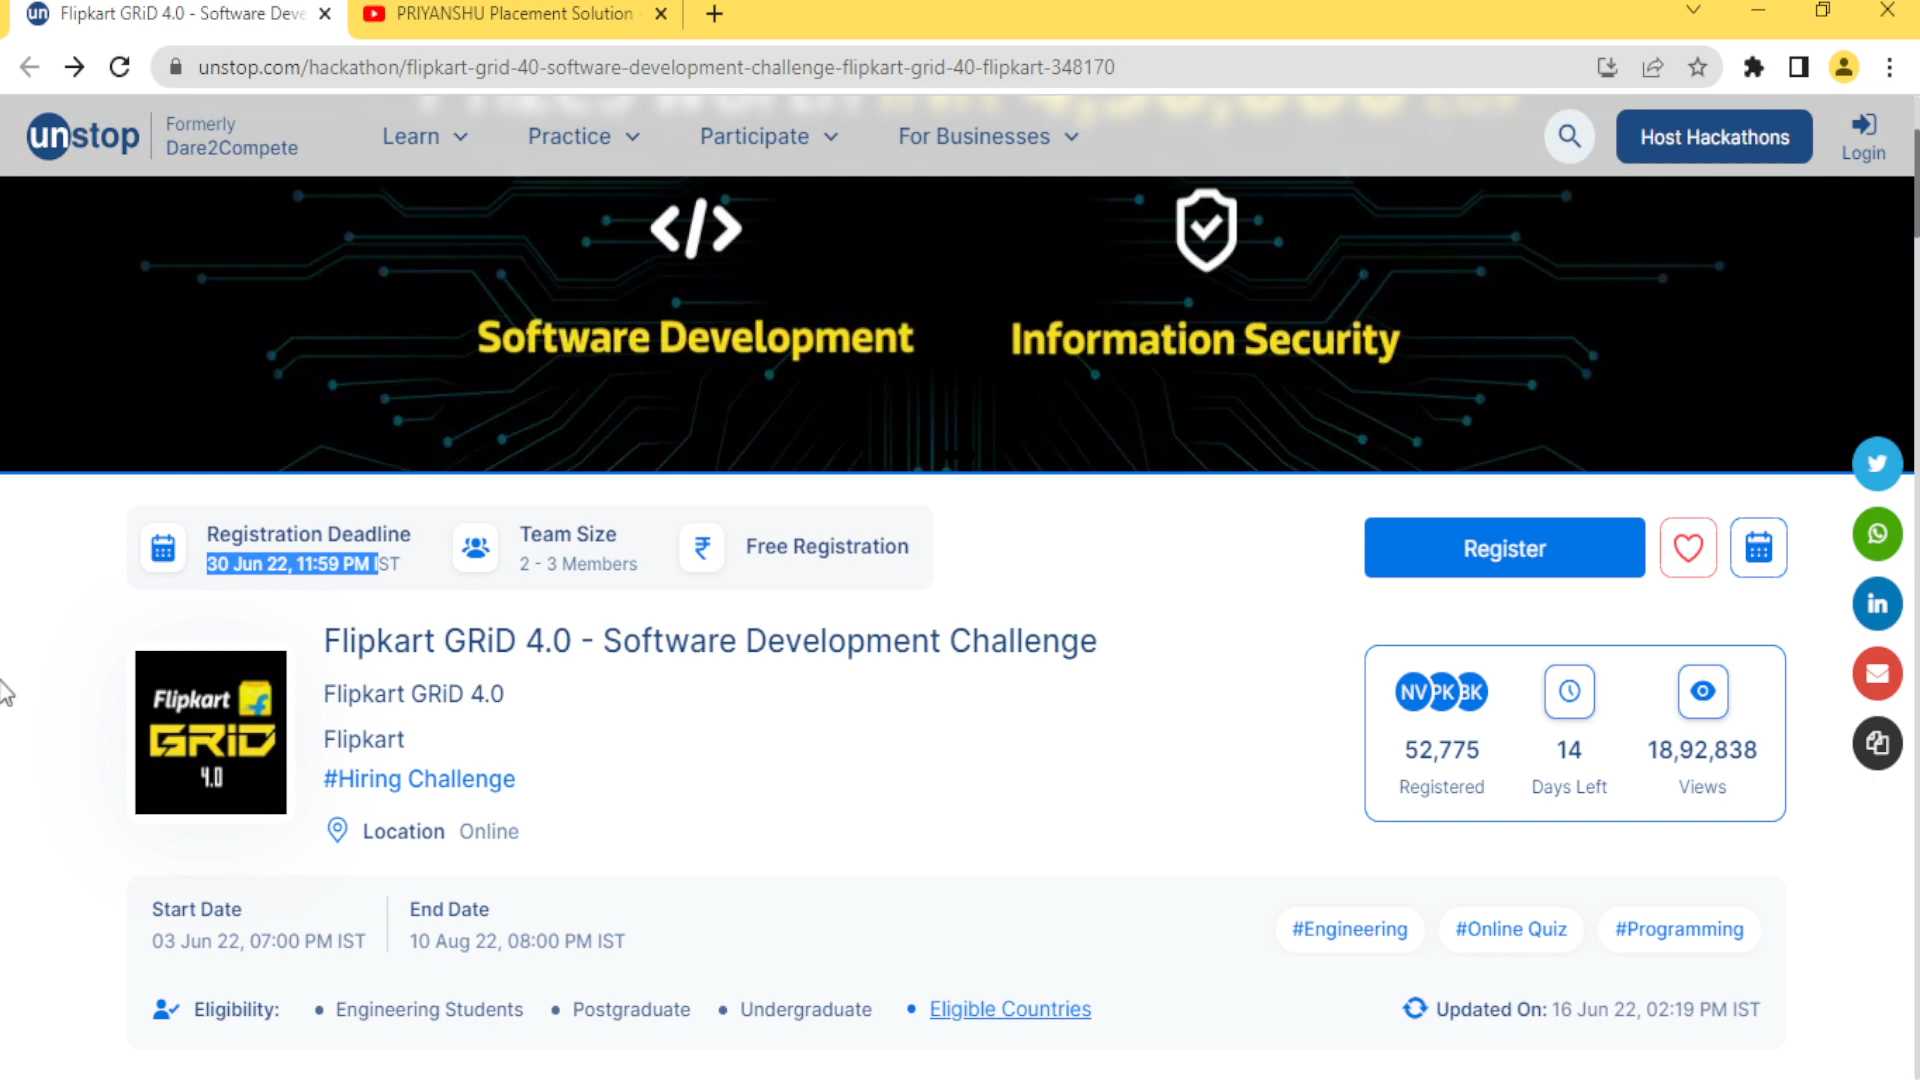 Flipkart GRiD 4.0 - Software Deve
PRIYANSHU Placement Solution
unstop.com/hackathon/flipkart-grid-40-software-development-challenge-flipkart-grid-40-flipkart-348170
unstop
Formerly
Dare2Compete
Learn
Practice
Participate
For Businesses
Host Hackathons
Login
</>
Software Development
Information Security
Registration Deadline
30 Jun 22, 11:59 PM IST
Team Size
2 - 3 Members
Free Registration
Register
Flipkart GRiD 4.0 - Software Development Challenge
Flipkart GRiD 4.0
Flipkart
#Hiring Challenge
Location Online
Flipkart
GRiD
4.0
NV PK BK
52,775
Registered
14
Days Left
18,92,838
Views
Start Date
03 Jun 22, 07:00 PM IST
End Date
10 Aug 22, 08:00 PM IST
#Engineering
#Online Quiz
#Programming
Eligibility: • Engineering Students • Postgraduate • Undergraduate • Eligible Countries
Updated On: 16 Jun 22, 02:19 PM IST